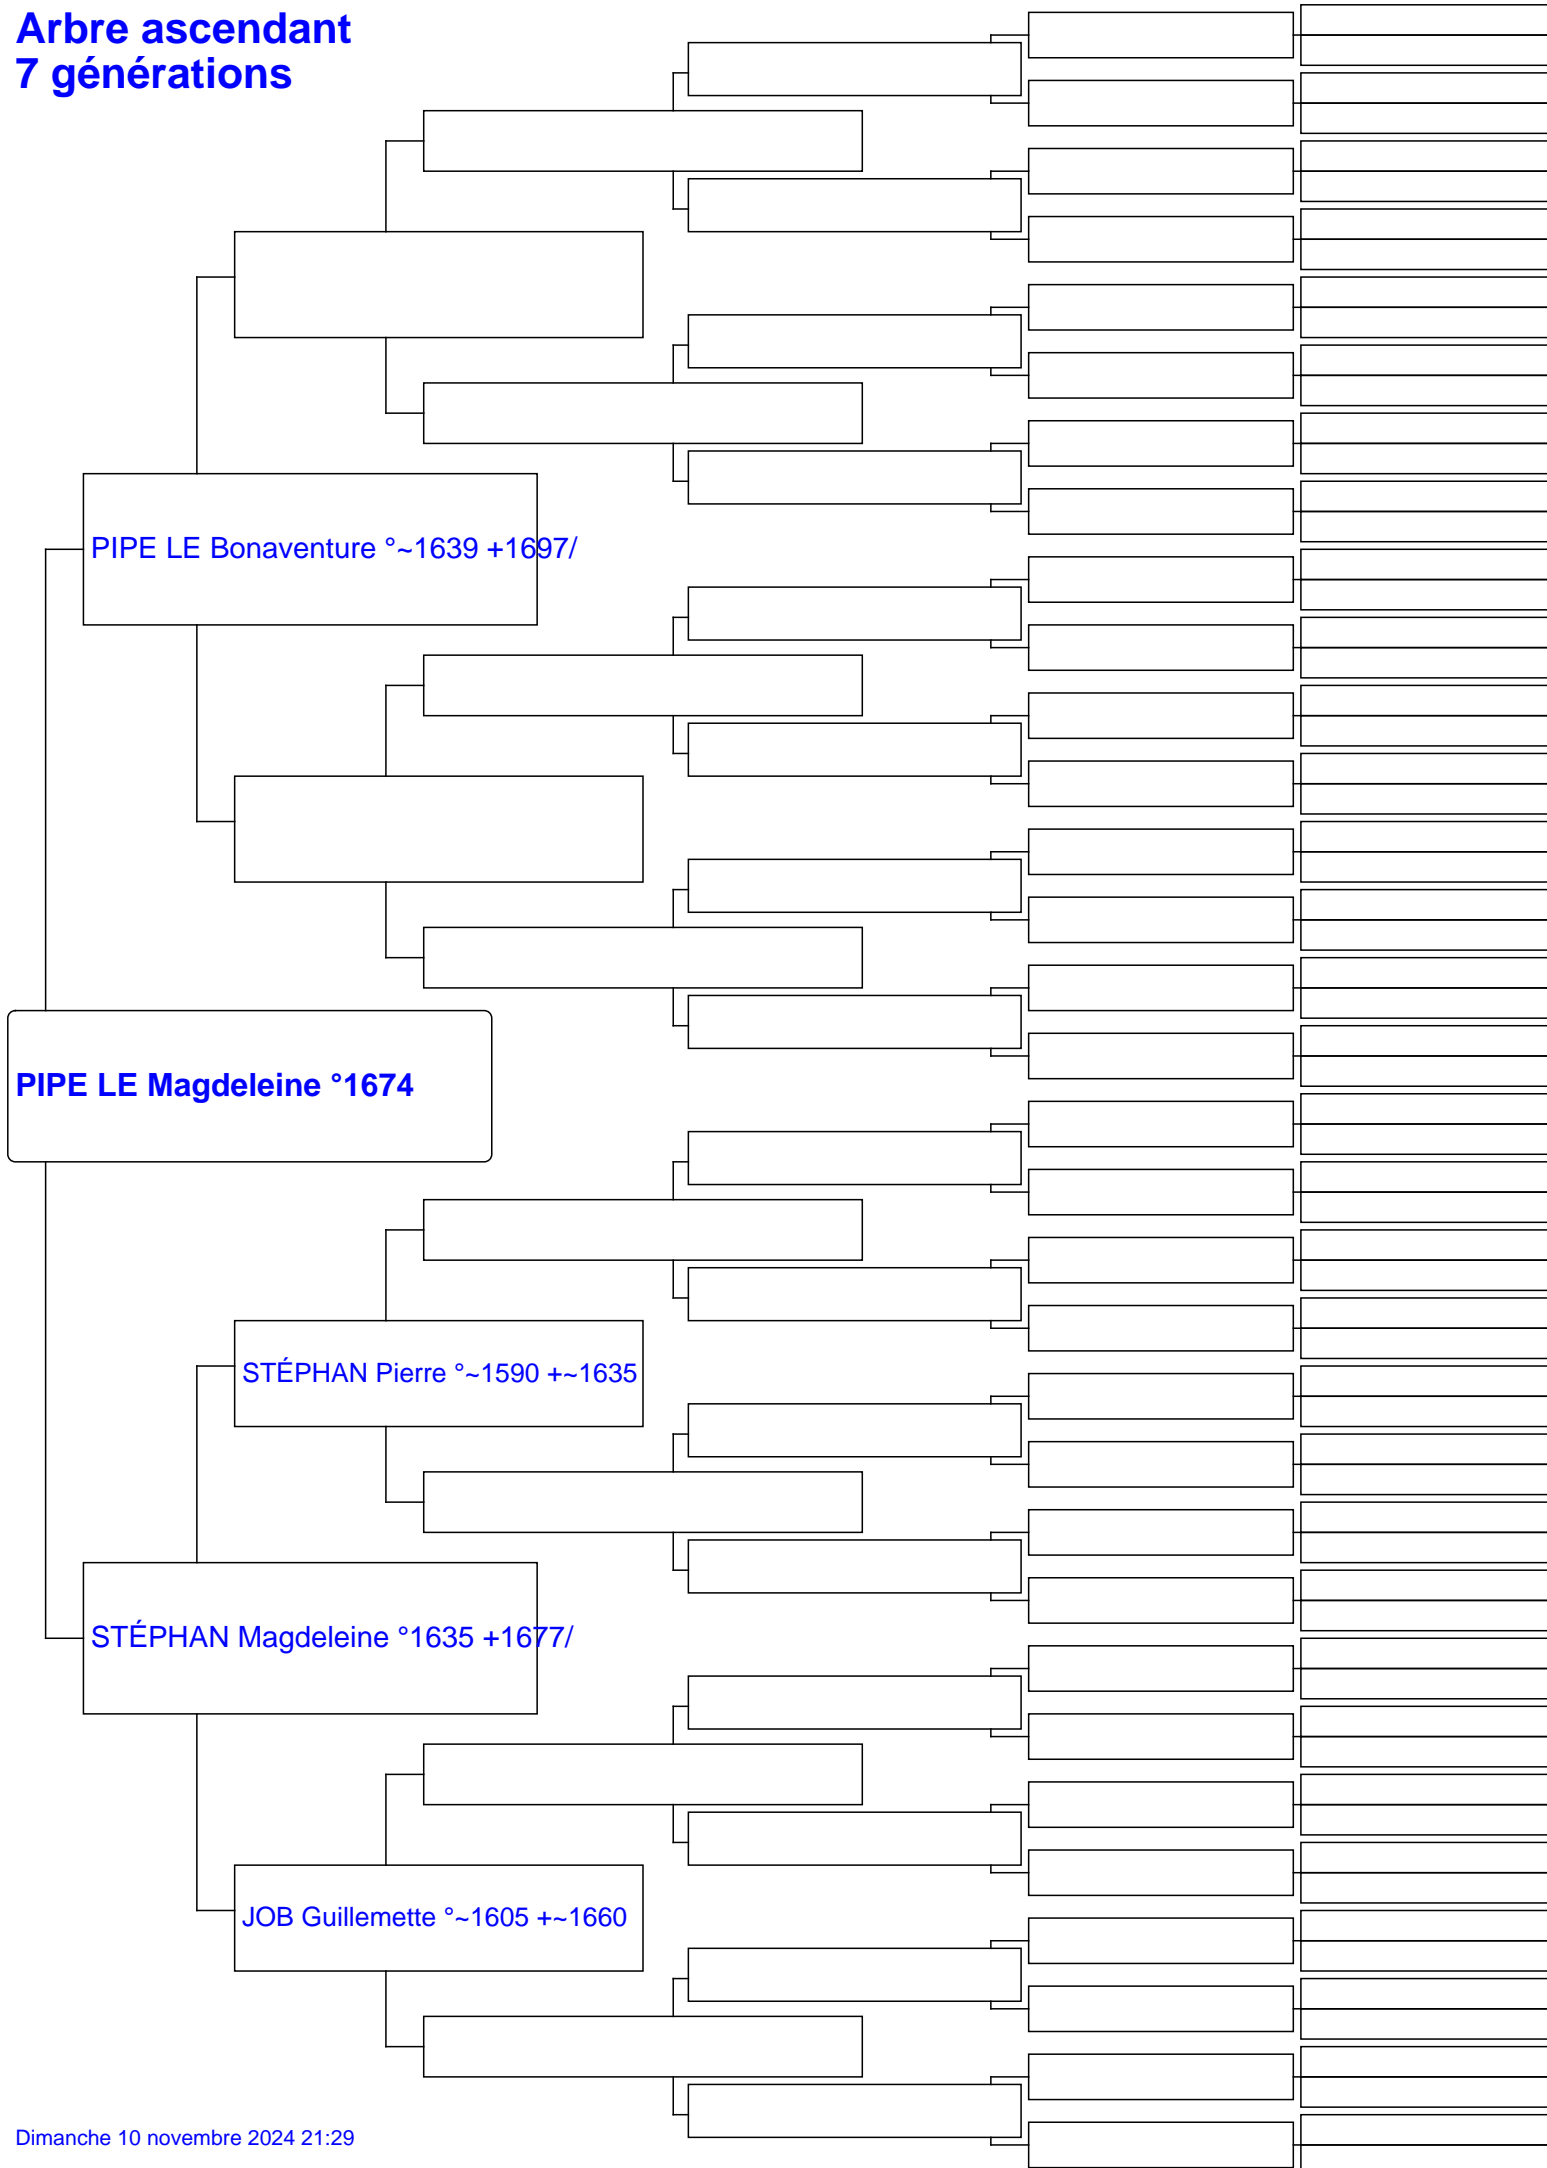 Arbre ascendant
7 générations
PIPE LE Bonaventure °~1639 +1697/
PIPE LE Magdeleine °1674
STÉPHAN Pierre °~1590 +~1635
STÉPHAN Magdeleine °1635 +1677/
JOB Guillemette °~1605 +~1660
Dimanche 10 novembre 2024 21:29